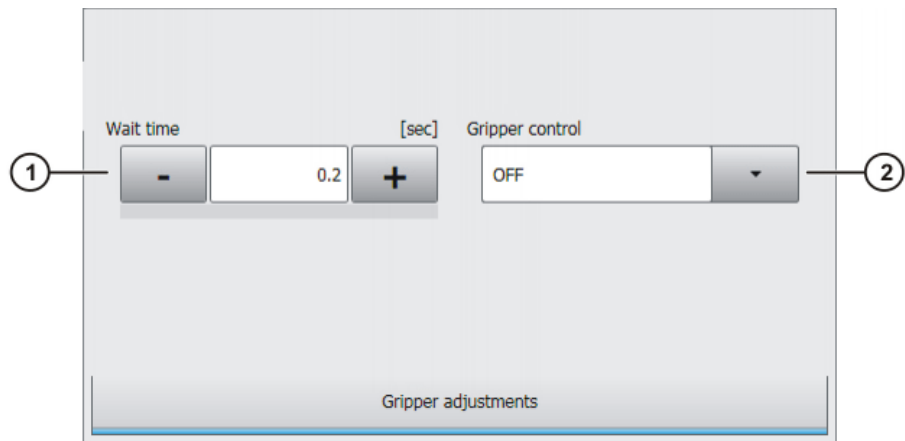 Wait time [sec] Gripper control
1 - 0.2 + OFF 2
Gripper adjustments